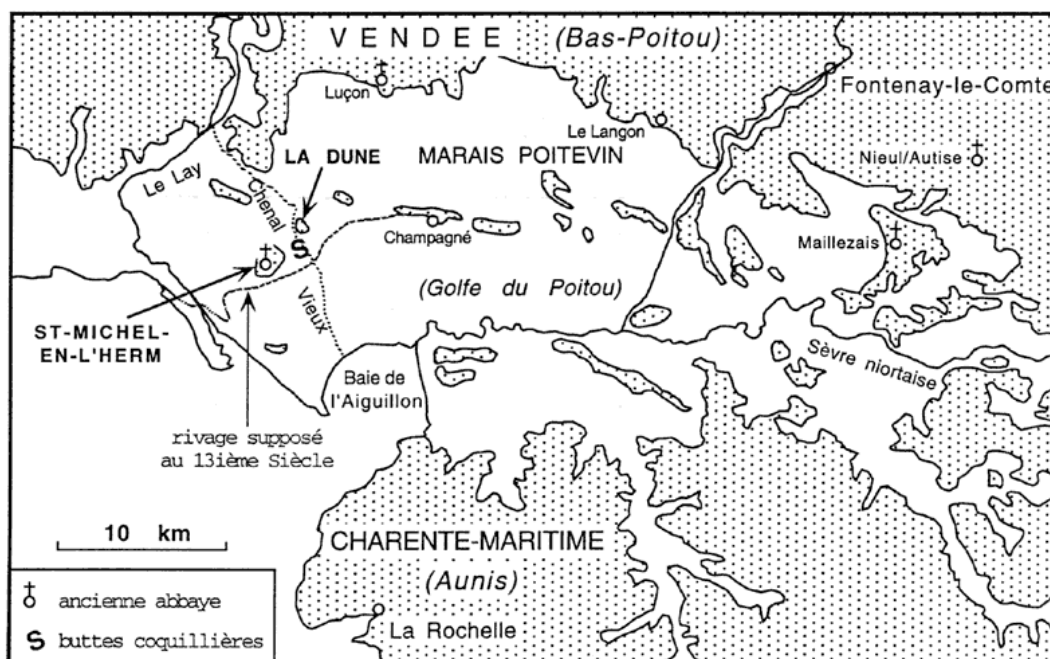 VENDEE (Bas-Poitou)
Luçon
Fontenay-le-Comte
Le Langon
LA DUNE
MARAIS POITEVIN
Nieul/Autise
Le Lay
Chenal
Champagné
Maillezais
S
(Golfe du Poitou)
Vieux
ST-MICHEL-
EN-L'HERM
Sèvre niortaise
Baie de
l'Aiguillon
rivage supposé
au 13ième Siècle
10 km
CHARENTE-MARITIME
(Aunis)
La Rochelle
ancienne abbaye
S buttes coquillières